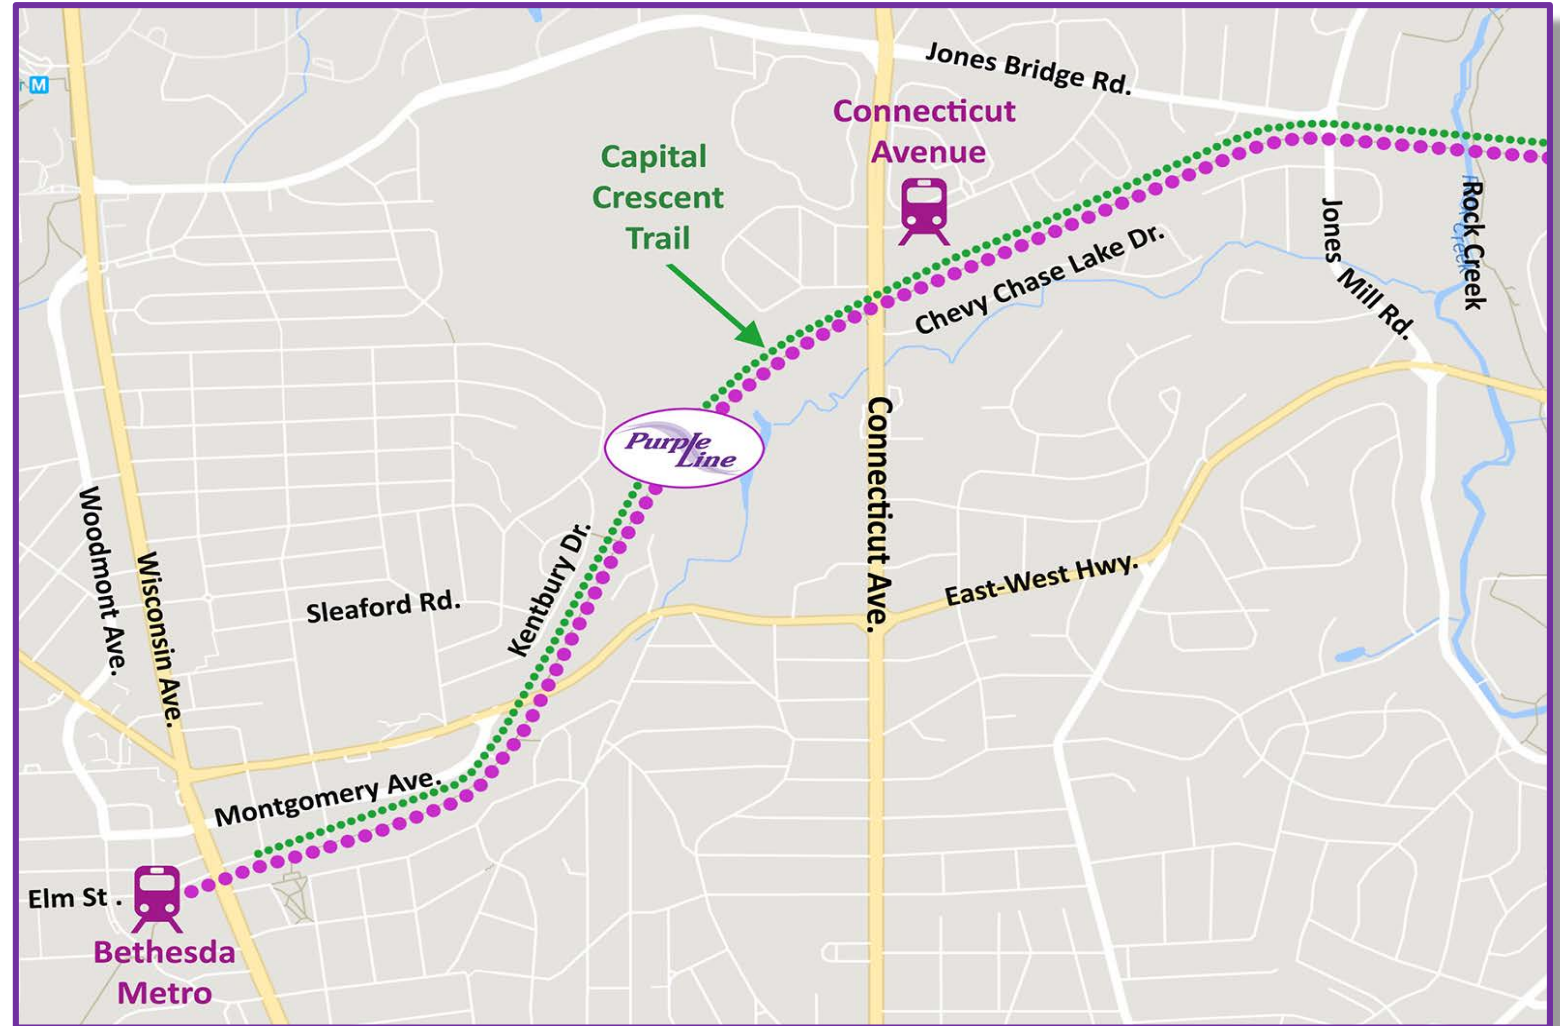 M
Jones Bridge Rd.
Connecticut
Avenue
Capital
Crescent
Trail
Rock Creek
Creek
Jones Mill Rd.
Chevy Chase Lake Dr.
Purple
Line
Connecticut Ave.
Woodmont Ave.
Wisconsin Ave.
Kentbury Dr.
East-West Hwy.
Sleaford Rd.
Montgomery Ave.
Elm St .
Bethesda
Metro